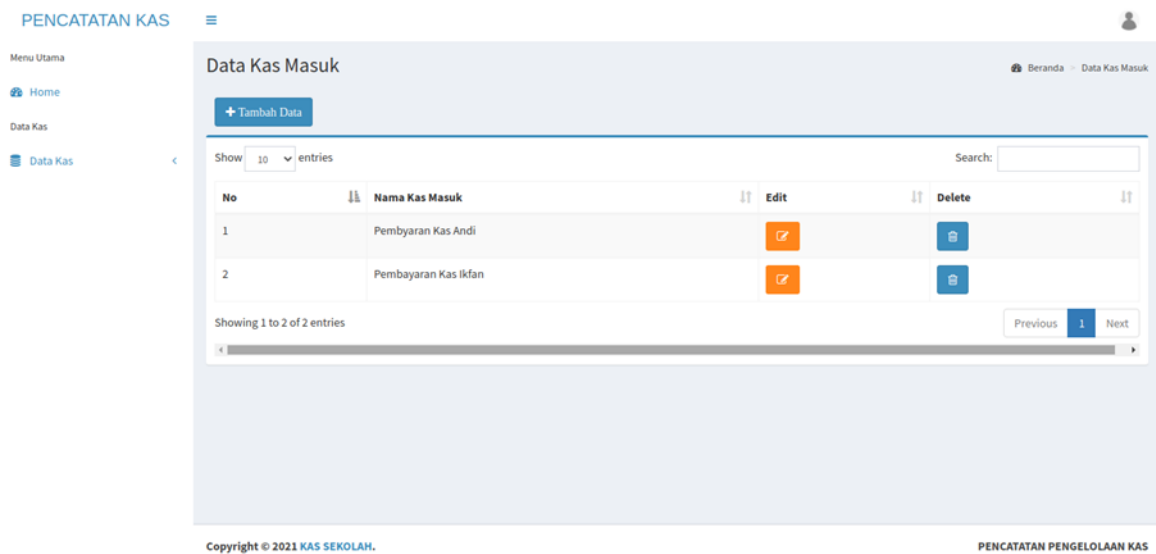 PENCATATAN KAS
Menu Utama
Home
Data Kas
Data Kas
Data Kas Masuk
Beranda > Data Kas Masuk
Tambah Data
Show 10 entries
Search:
No Nama Kas Masuk Edit Delete
1 Pembyaran Kas Andi
2 Pembayaran Kas Ikfan
Showing 1 to 2 of 2 entries
Previous 1 Next
Copyright © 2021 KAS SEKOLAH.
PENCATATAN PENGELOLAAN KAS